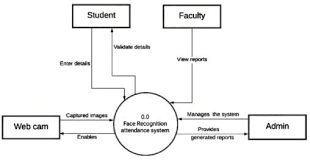 Student
Faculty
Validate details
Enter details
View reports
0.0
Face Recognition
attendance system
Captured images
Manages the system
Web cam
Admin
Enables
Provides
generated reports